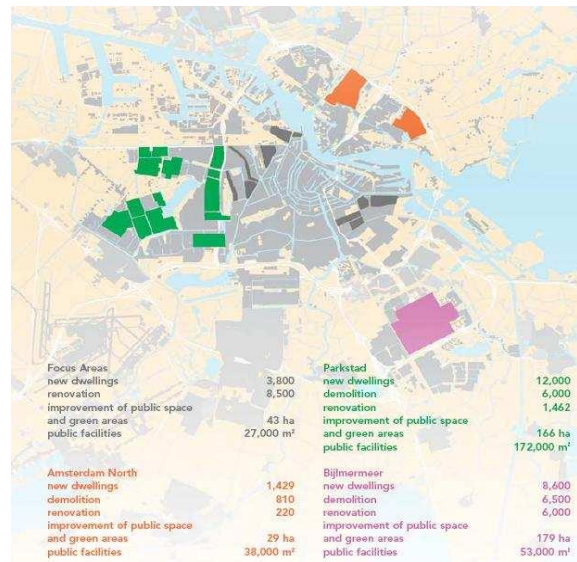 Focus Areas
new dwellings 3,800
renovation 8,500
improvement of public space
and green areas 43 ha
public facilities 27,000 m²
Parkstad
new dwellings 12,000
demolition 6,000
renovation 1,462
improvement of public space
and green areas 166 ha
public facilities 172,000 m²
Amsterdam North
new dwellings 1,429
demolition 810
renovation 220
improvement of public space
and green areas 29 ha
public facilities 38,000 m²
Bijlmermeer
new dwellings 8,600
demolition 6,500
renovation 6,000
improvement of public space
and green areas 179 ha
public facilities 53,000 m²